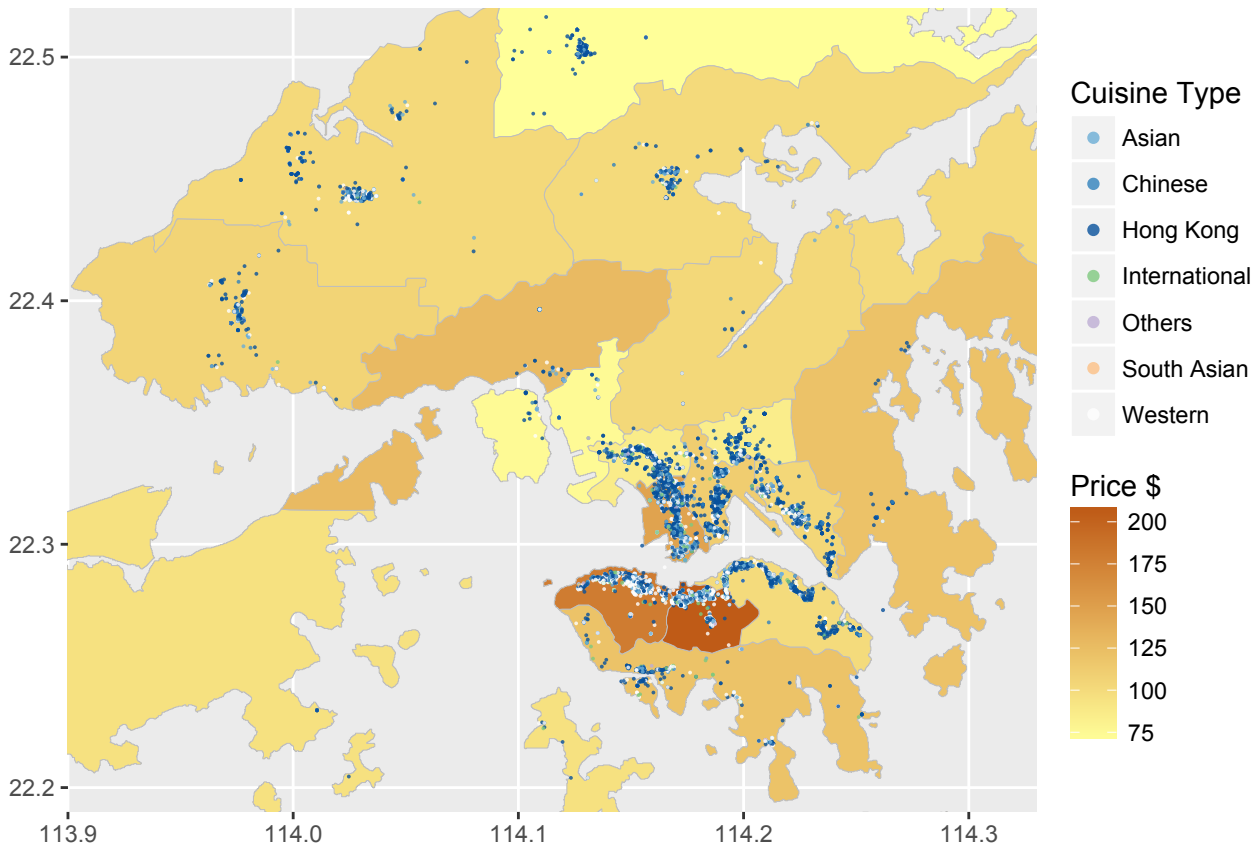 22.5
22.4
22.3
22.2
113.9 114.0 114.1 114.2 114.3
Cuisine Type
Asian
Chinese
Hong Kong
International
Others
South Asian
Western
Price $
200
175
150
125
100
75